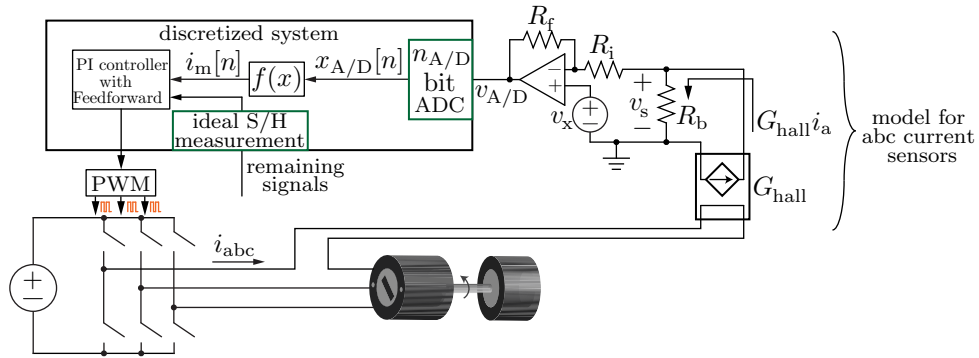 discretized system
PI controller
with
Feedforward
i_m[n]
f(x)
x_A/D[n]
n_A/D
bit
ADC
ideal S/H
measurement
remaining
signals
PWM
v_A/D
R_f
R_i
−
+
v_x
+
−
+
v_s
−
R_b
G_hall i_a
G_hall
model for
abc current
sensors
i_abc
+
−